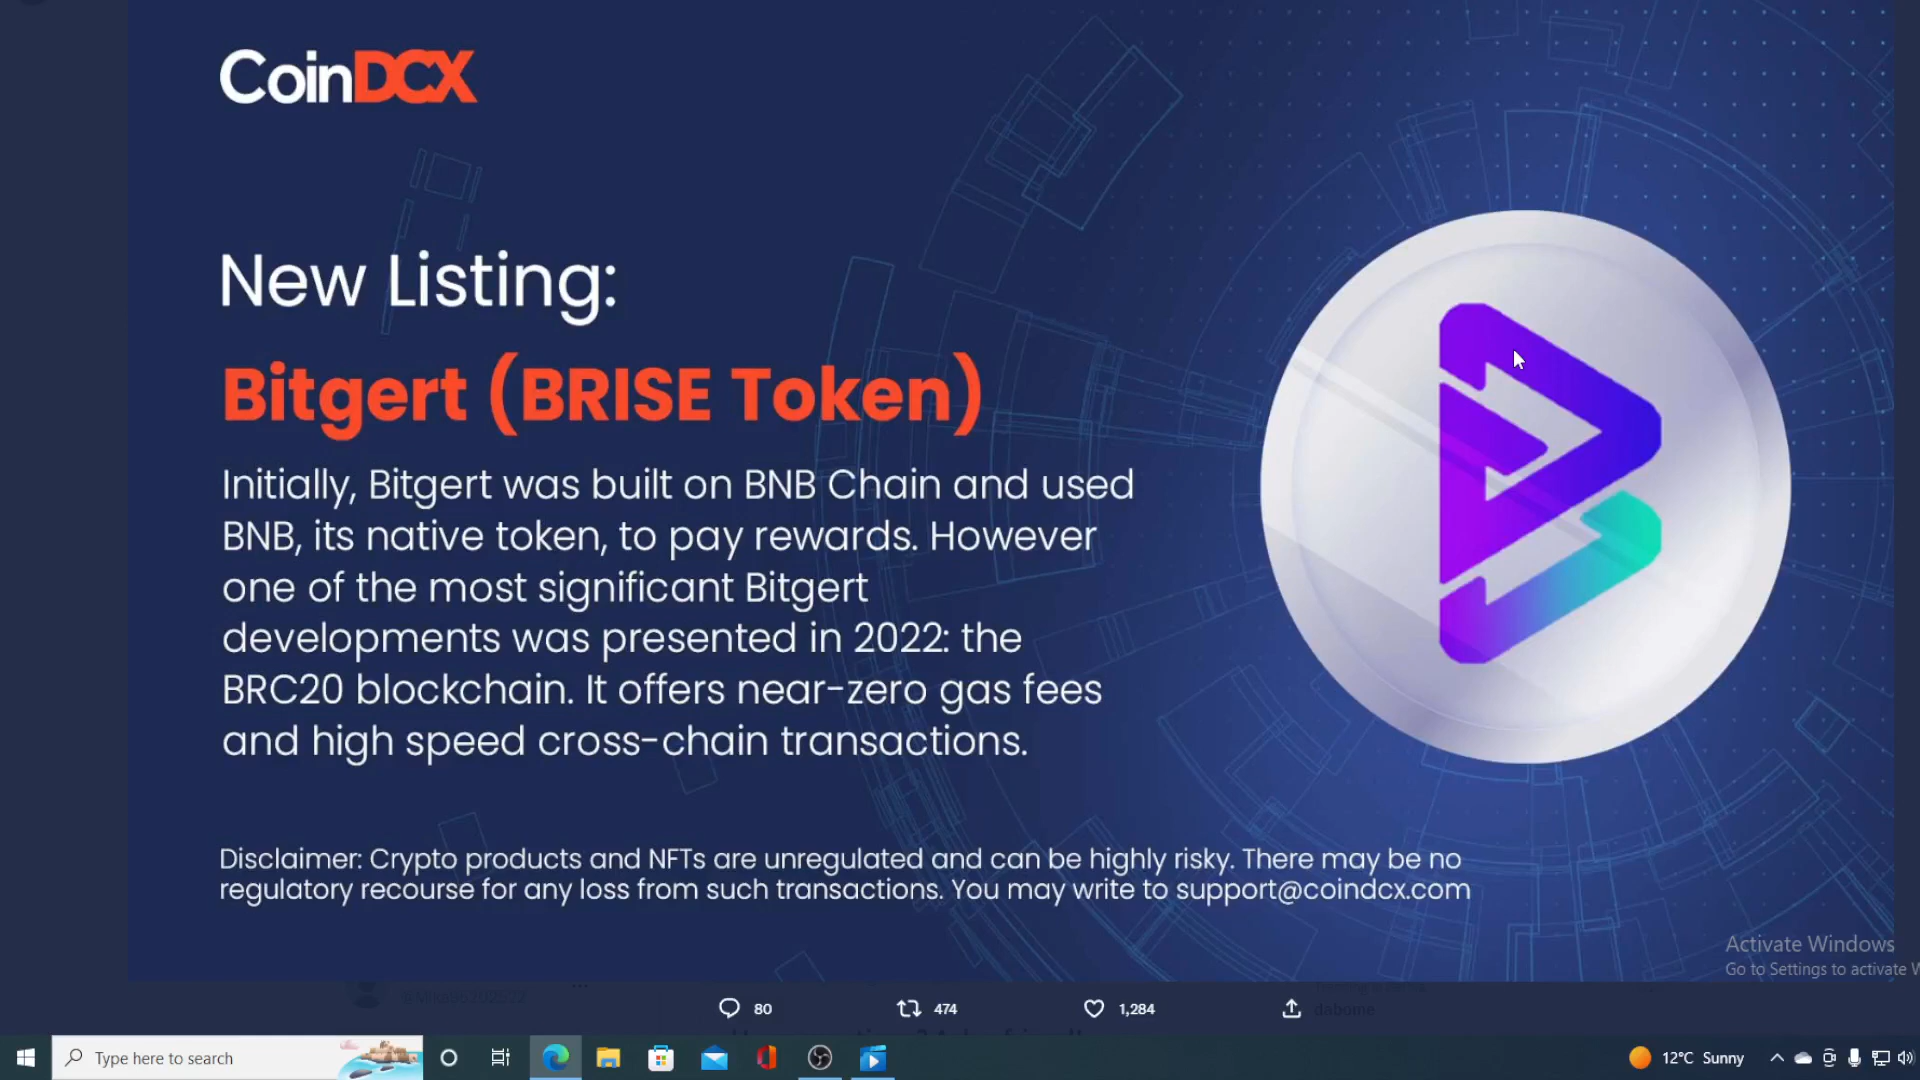 CoinDCX
New Listing:
Bitgert (BRISE Token)
Initially, Bitgert was built on BNB Chain and used
BNB, its native token, to pay rewards. However
one of the most significant Bitgert
developments was presented in 2022: the
BRC20 blockchain. It offers near-zero gas fees
and high speed cross-chain transactions.
Disclaimer: Crypto products and NFTs are unregulated and can be highly risky. There may be no
regulatory recourse for any loss from such transactions. You may write to support@coindcx.com
Activate Windows
Go to Settings to activate W
80 474 1,284
dabome
Type here to search
12°C Sunny